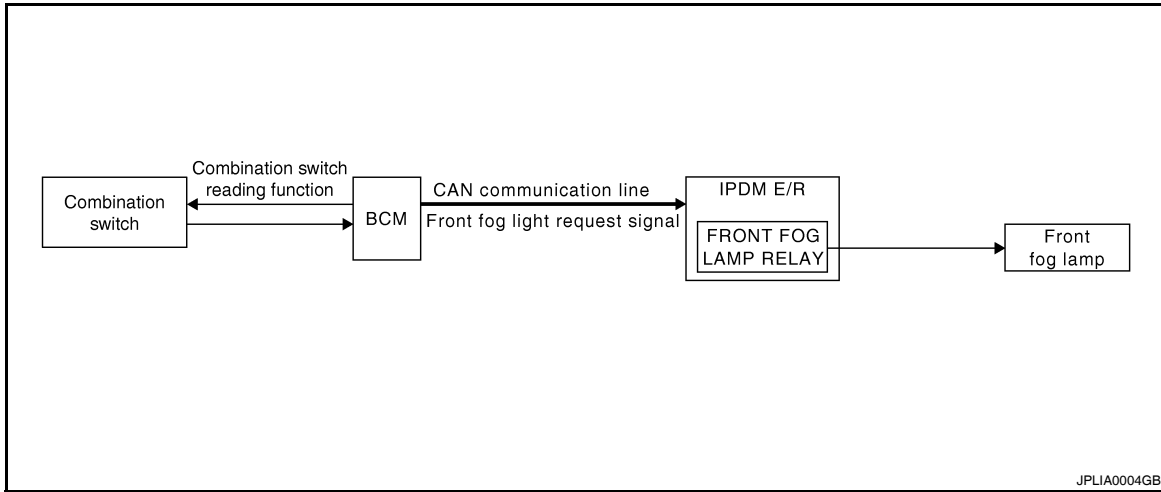 Combination
switch
Combination switch
reading function
BCM
CAN communication line
Front fog light request signal
IPDM E/R
FRONT FOG
LAMP RELAY
Front
fog lamp
JPLIA0004GB